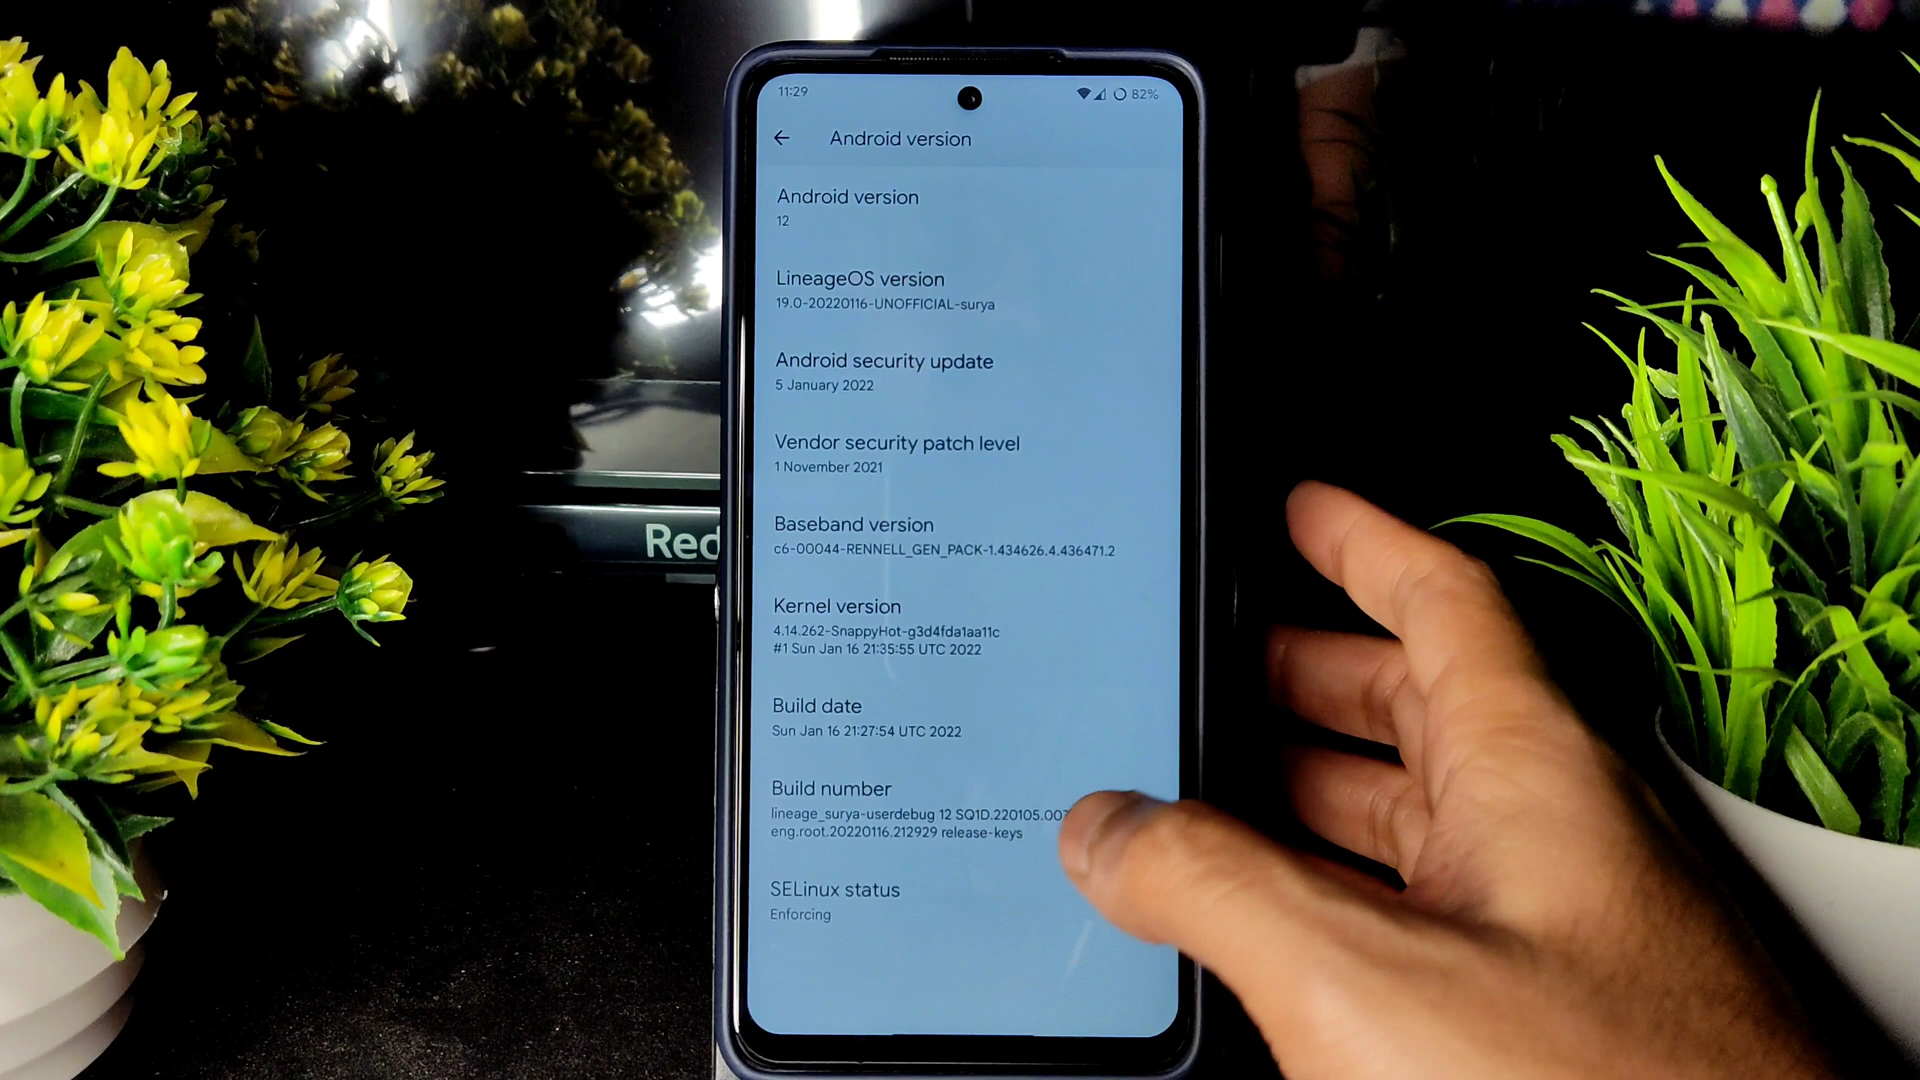 11:29
82%
Android version
Android version
12
LineageOS version
19.0-20220116-UNOFFICIAL-surya
Android security update
5 January 2022
Vendor security patch level
1 November 2021
Baseband version
c6-00044-RENNELL_GEN_PACK-1.434626.4.436471.2
Kernel version
4.14.262-SnappyHot-g3d4fda1aa11c
#1 Sun Jan 16 21:35:55 UTC 2022
Build date
Sun Jan 16 21:27:54 UTC 2022
Build number
lineage_surya-userdebug 12
eng.root.20220116.212929 release-keys
SELinux status
Enforcing